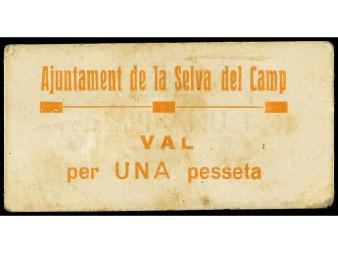 Ajuntament de la Selva del Camp
VAL
per UNA pesseta